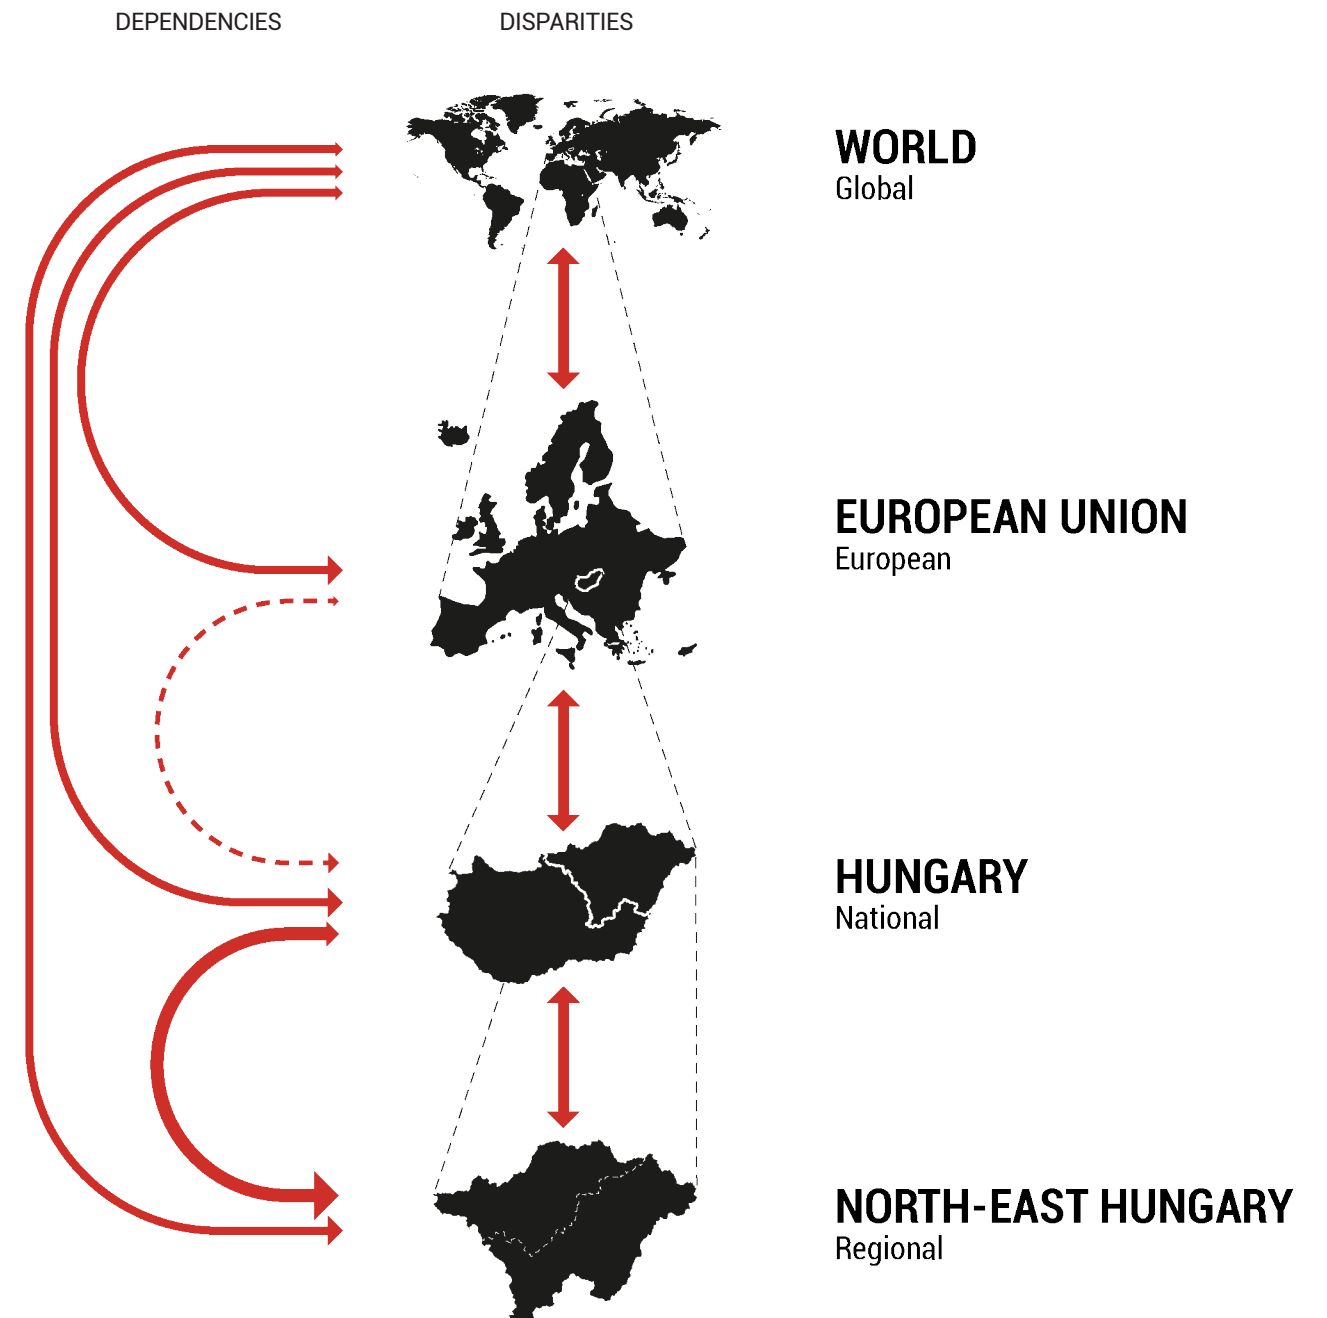 DEPENDENCIES
DISPARITIES
WORLD
Global
EUROPEAN UNION
European
HUNGARY
National
NORTH-EAST HUNGARY
Regional